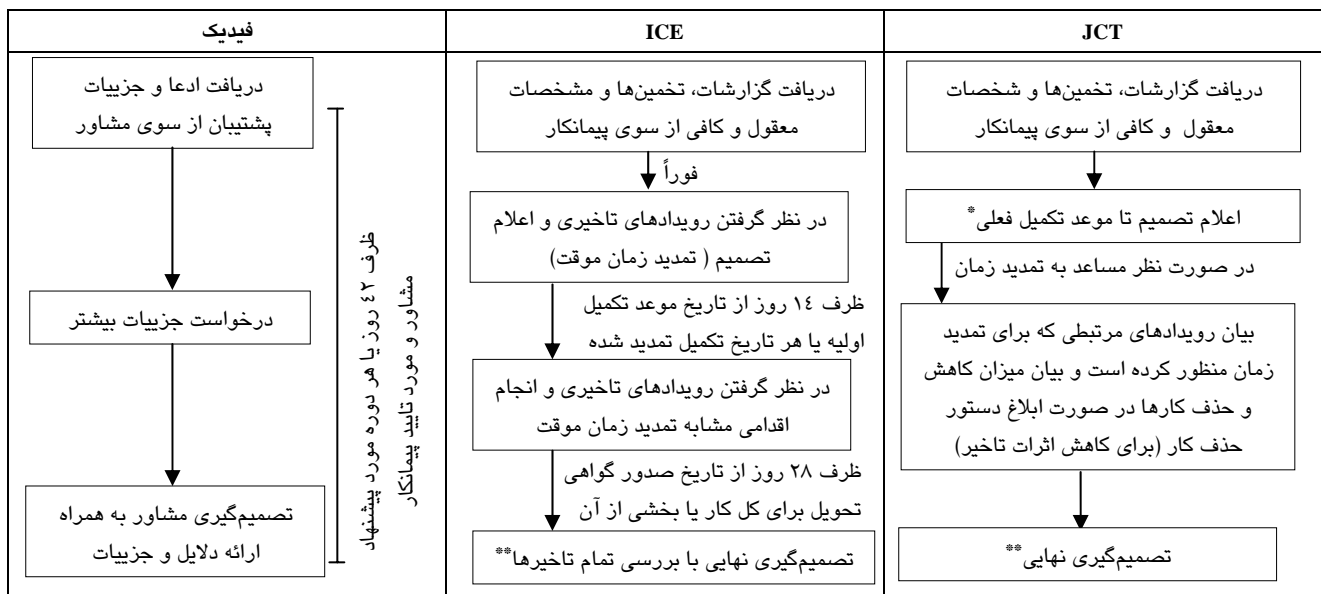 فیدیک
دریافت ادعا و جزییات
پشتیبان از سوی مشاور
درخواست جزییات بیشتر
تصمیم‌گیری مشاور به همراه
ارائه دلایل و جزییات
ظرف ٤٢ روز یا هر دوره مورد پیشنهاد
مشاور و مورد تایید پیمانکار
ICE
دریافت گزارشات، تخمین‌ها و مشخصات
معقول و کافی از سوی پیمانکار
فوراً
در نظر گرفتن رویدادهای تاخیری و اعلام
تصمیم ( تمدید زمان موقت)
ظرف ١٤ روز از تاریخ موعد تکمیل
اولیه یا هر تاریخ تکمیل تمدید شده
در نظر گرفتن رویدادهای تاخیری و انجام
اقدامی مشابه تمدید زمان موقت
ظرف ٢٨ روز از تاریخ صدور گواهی
تحویل برای کل کار یا بخشی از آن
تصمیم‌گیری نهایی با بررسی تمام تاخیرها**
JCT
دریافت گزارشات، تخمین‌ها و شخصات
معقول و کافی از سوی پیمانکار
اعلام تصمیم تا موعد تکمیل فعلی*
در صورت نظر مساعد به تمدید زمان
بیان رویدادهای مرتبطی که برای تمدید
زمان منظور کرده است و بیان میزان کاهش
و حذف کارها در صورت ابلاغ دستور
حذف کار (برای کاهش اثرات تاخیر)
تصمیم‌گیری نهایی**